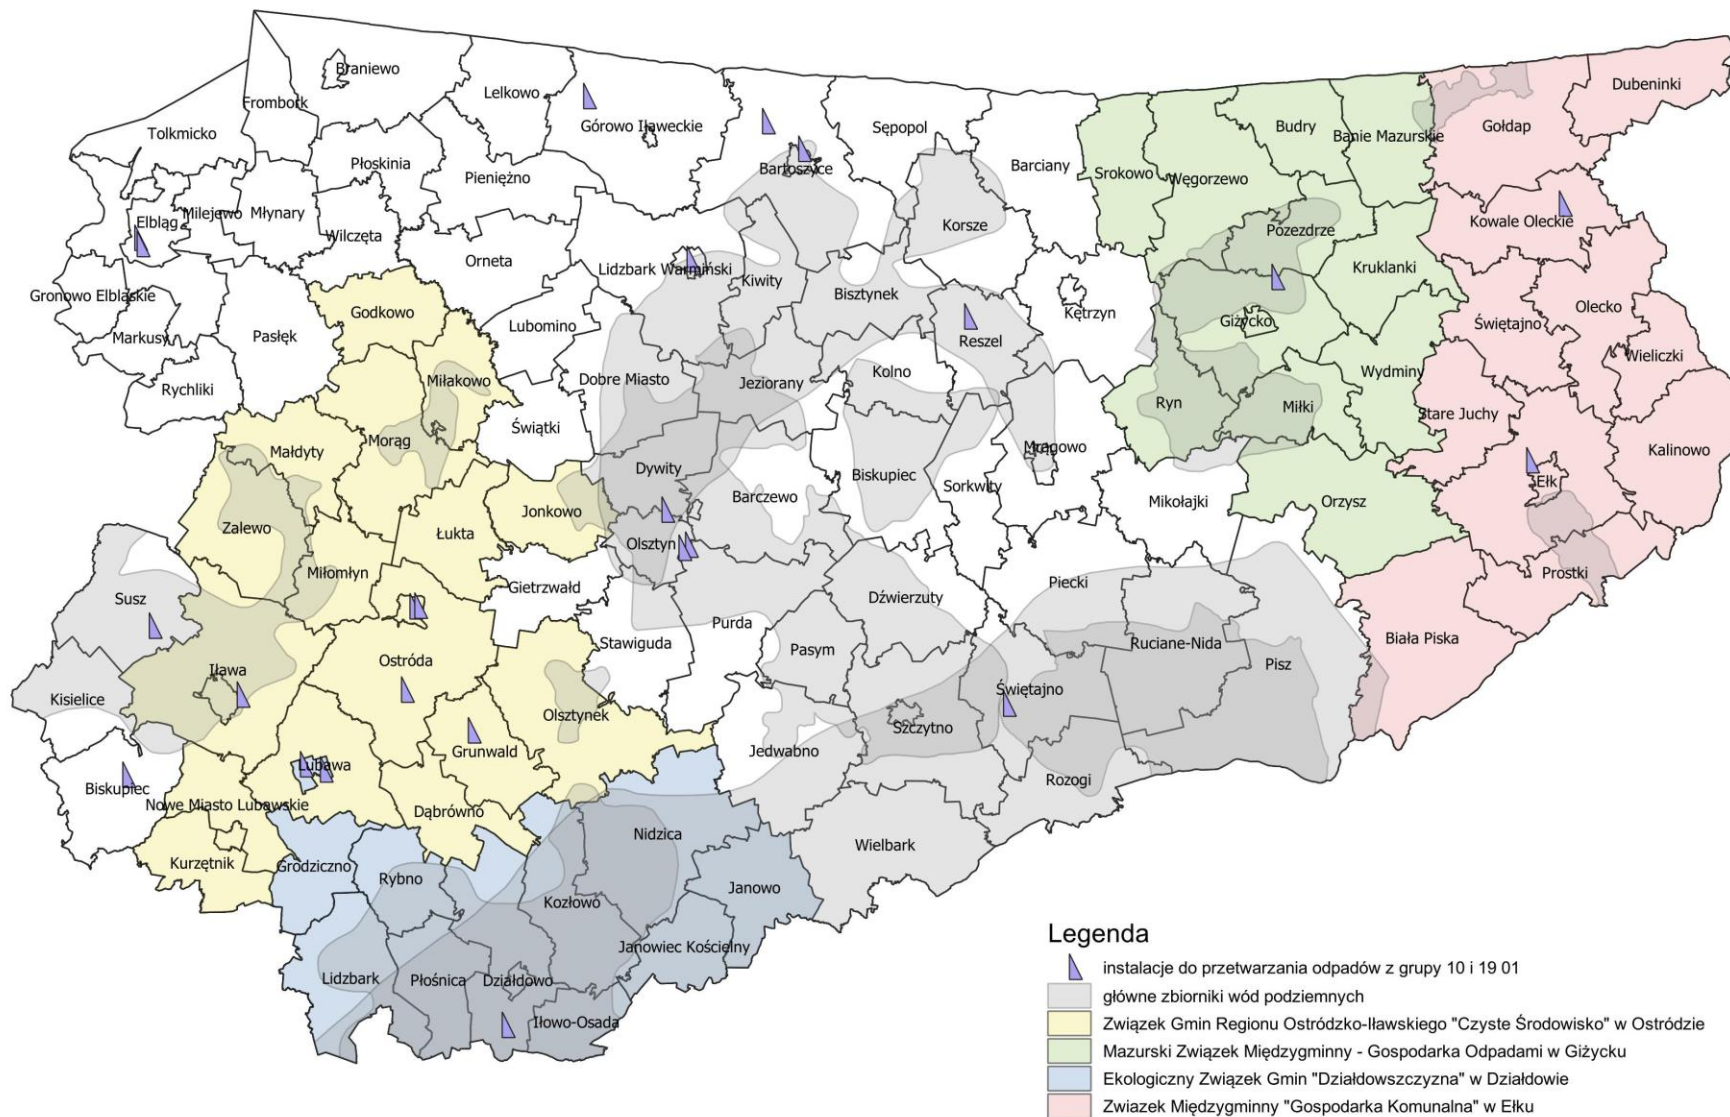 Braniewo
Lelkowo
Frombork
Górowo Iławeckie
Tolkmicko
Sępopol
Budry
Banie Mazurskie
Gołdap
Dubeninki
Płoskinia
Pieniężno
Bartoszyce
Barciany
Srokowo
Węgorzewo
Elbląg
Milejewo
Młynary
Wilczęta
Korsze
Pozezdrze
Kowale Oleckie
Orneta
Lidzbark Warmiński
Kiwity
Bisztynek
Kruklanki
Gronowo Elbląskie
Godkowo
Lubomino
Kętrzyn
Giżycko
Olecko
Markusy
Pasłęk
Reszel
Świętajno
Rychliki
Miłakowo
Dobre Miasto
Jeziorany
Kolno
Wydminy
Wieliczki
Ryn
Miłki
Stare Juchy
Świątki
Morąg
Małdyty
Mrągowo
Kalinowo
Dywity
Biskupiec
Barczewo
Sorkwity
Mikołajki
Orzysz
Ełk
Zalewo
Łukta
Jonkowo
Olsztyn
Miłomłyn
Gietrzwałd
Prostki
Susz
Dźwierzuty
Piecki
Purda
Stawiguda
Pasym
Ruciane-Nida
Biała Piska
Iława
Ostróda
Pisz
Kisielice
Świętajno
Olsztynek
Szczytno
Grunwald
Jedwabno
Lubawa
Rozogi
Biskupiec
Nowe Miasto Lubawskie
Dąbrówno
Nidzica
Wielbark
Kurzętnik
Grodziczno
Rybno
Janowo
Kozłowo
Janowiec Kościelny
Lidzbark
Płośnica
Działdowo
Iłowo-Osada
Legenda
instalacje do przetwarzania odpadów z grupy 10 i 19 01
główne zbiorniki wód podziemnych
Związek Gmin Regionu Ostródzko-Iławskiego "Czyste Środowisko" w Ostródzie
Mazurski Związek Międzygminny - Gospodarka Odpadami w Giżycku
Ekologiczny Związek Gmin "Działdowszczyzna" w Działdowie
Zwiazek Międzygminny "Gospodarka Komunalna" w Ełku